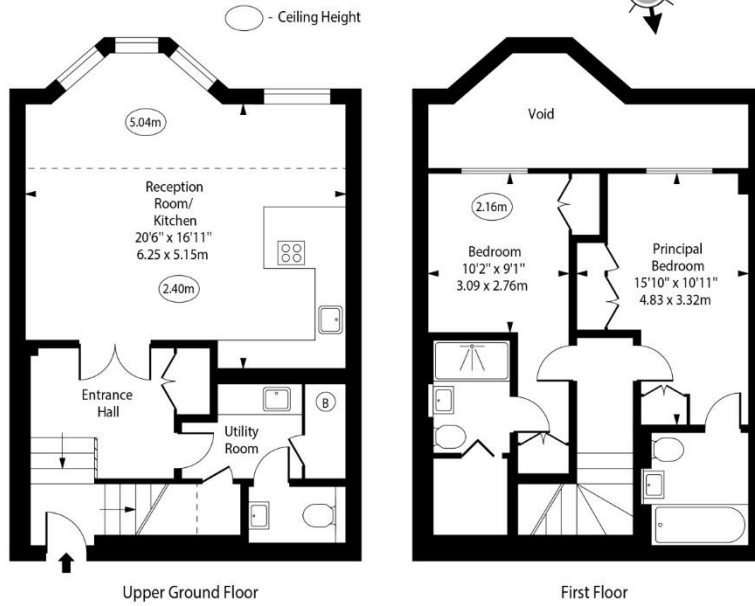 - Ceiling Height
5.04m
Reception
Room/
Kitchen
20'6" x 16'11"
6.25 x 5.15m
2.40m
Entrance
Hall
Utility
Room
B
Upper Ground Floor
Void
2.16m
Bedroom
10'2" x 9'1"
3.09 x 2.76m
Principal
Bedroom
15'10" x 10'11"
4.83 x 3.32m
First Floor